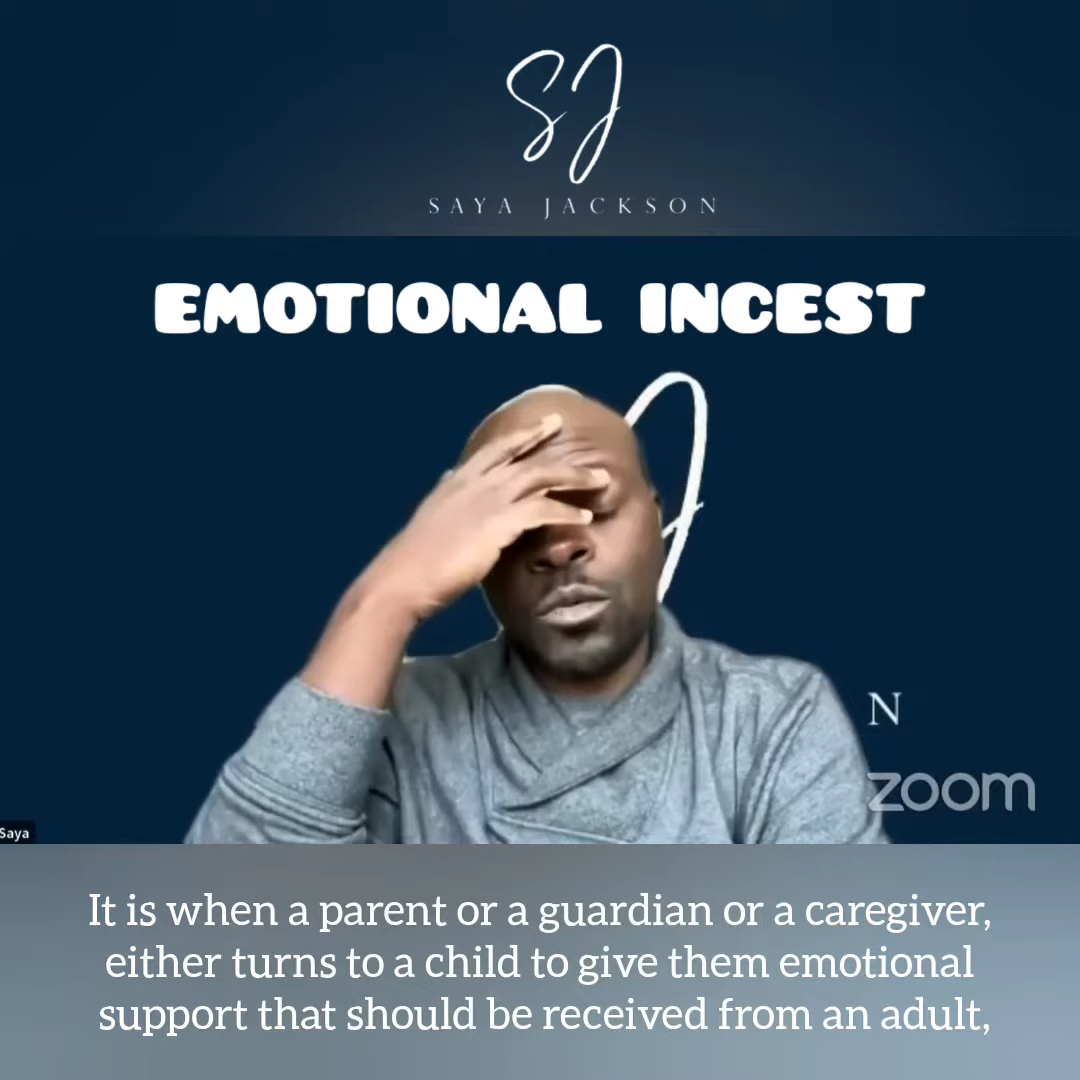 SJ
SAYA JACKSON
EMOTIONAL INCEST
N
zoom
Saya
It is when a parent or a guardian or a caregiver,
either turns to a child to give them emotional
support that should be received from an adult,